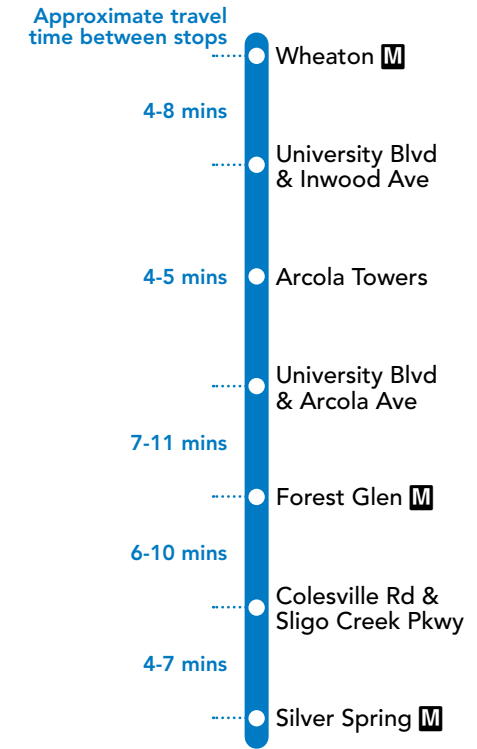 Approximate travel
time between stops
Wheaton M
4-8 mins
University Blvd
& Inwood Ave
4-5 mins
Arcola Towers
University Blvd
& Arcola Ave
7-11 mins
Forest Glen M
6-10 mins
Colesville Rd &
Sligo Creek Pkwy
4-7 mins
Silver Spring M